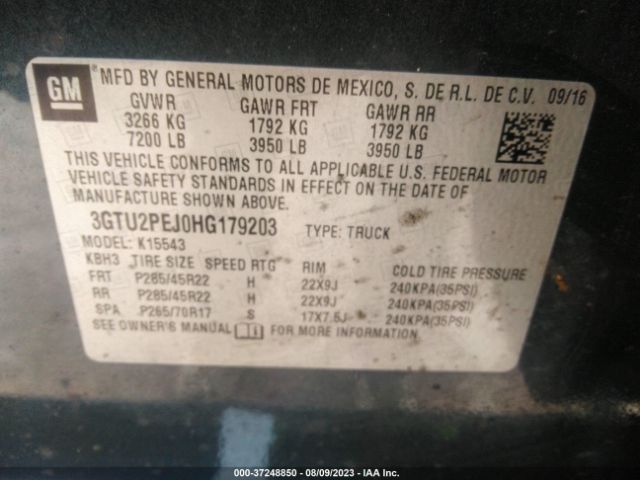 GM
MFD BY GENERAL MOTORS DE MEXICO, S. DE R.L. DE C.V. 09/16
GVWR GAWR FRT GAWR RR
3266 KG 1792 KG 1792 KG
7200 LB 3950 LB 3950 LB
THIS VEHICLE CONFORMS TO ALL APPLICABLE U.S. FEDERAL MOTOR
VEHICLE SAFETY STANDARDS IN EFFECT ON THE DATE OF
MANUFACTURE SHOWN ABOVE.
3GTU2PEJ0HG179203 TYPE: TRUCK
MODEL: K15543
KBH3 TIRE SIZE SPEED RTG RIM COLD TIRE PRESSURE
FRT P285/45R22 H 22X9J 240KPA(35PSI)
RR P285/45R22 H 22X9J 240KPA(35PSI)
SPA P265/70R17 S 17X7.5J 240KPA(35PSI)
SEE OWNER'S MANUAL FOR MORE INFORMATION.
000-37248850 - 08/09/2023 - IAA Inc.